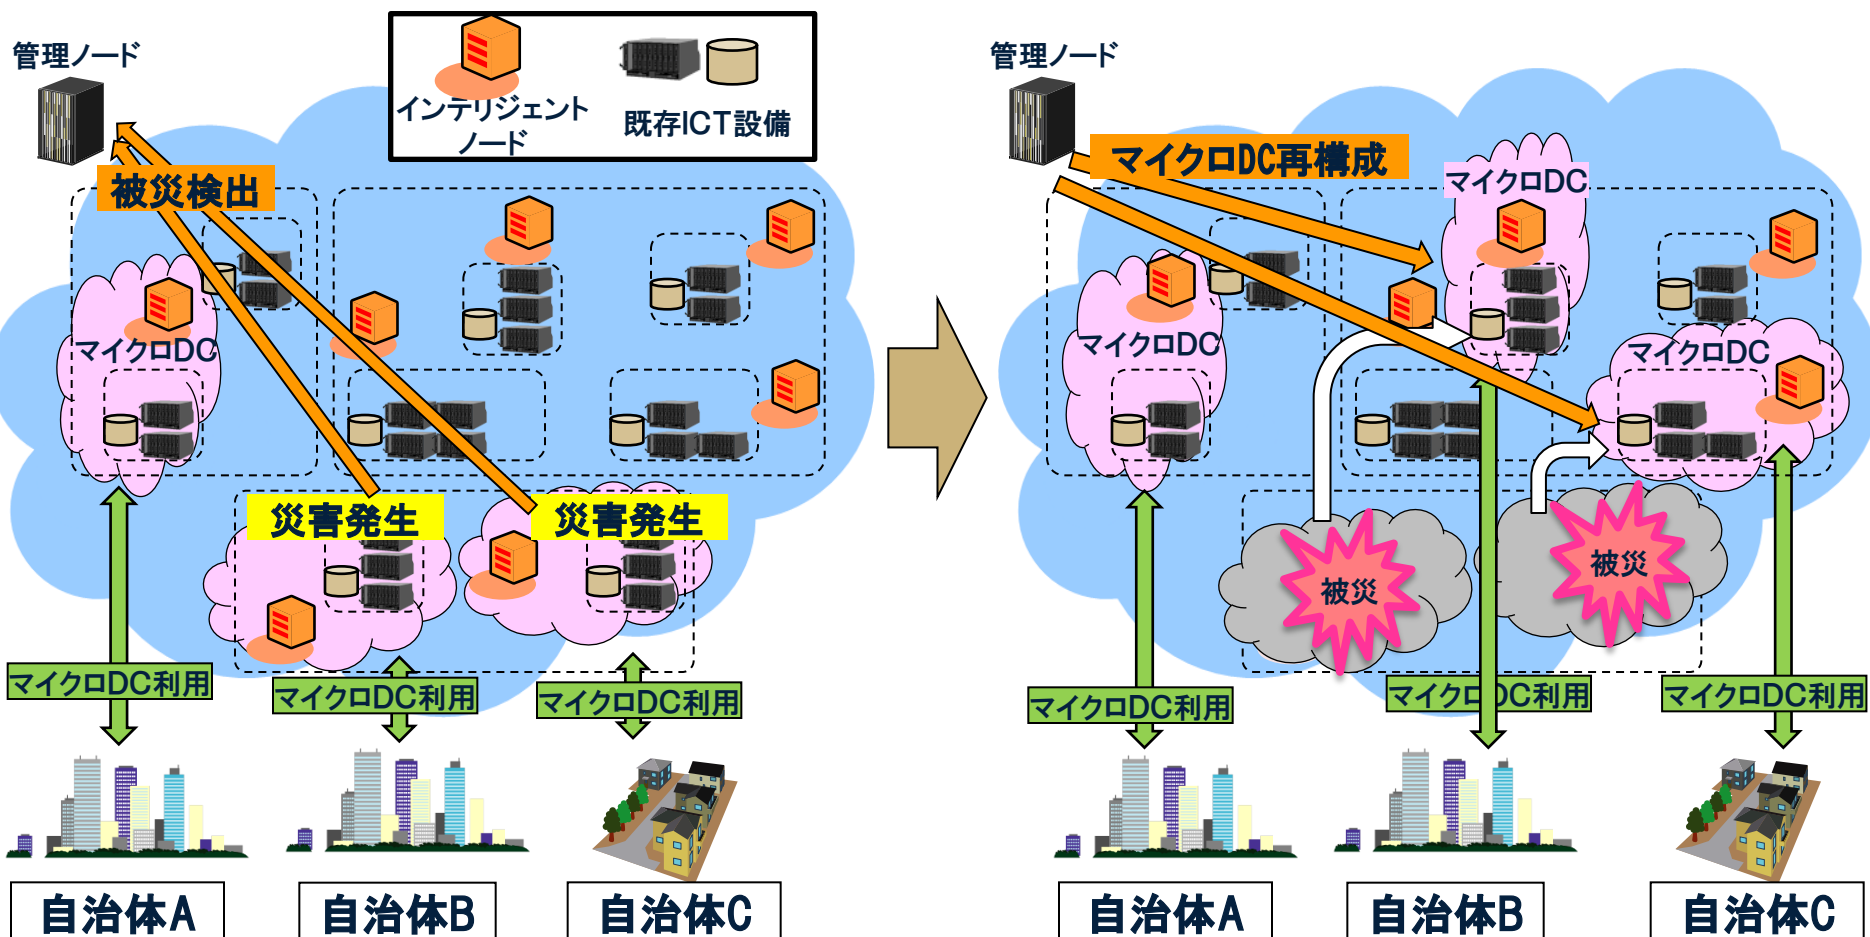 管理ノード
インテリジェント
ノード
既存ICT設備
被災検出
マイクロDC
災害発生
災害発生
マイクロDC利用
マイクロDC利用
マイクロDC利用
自治体A
自治体B
自治体C
管理ノード
マイクロDC再構成
マイクロDC
マイクロDC
マイクロDC
被災
被災
マイクロDC利用
マイクロDC利用
マイクロDC利用
自治体A
自治体B
自治体C